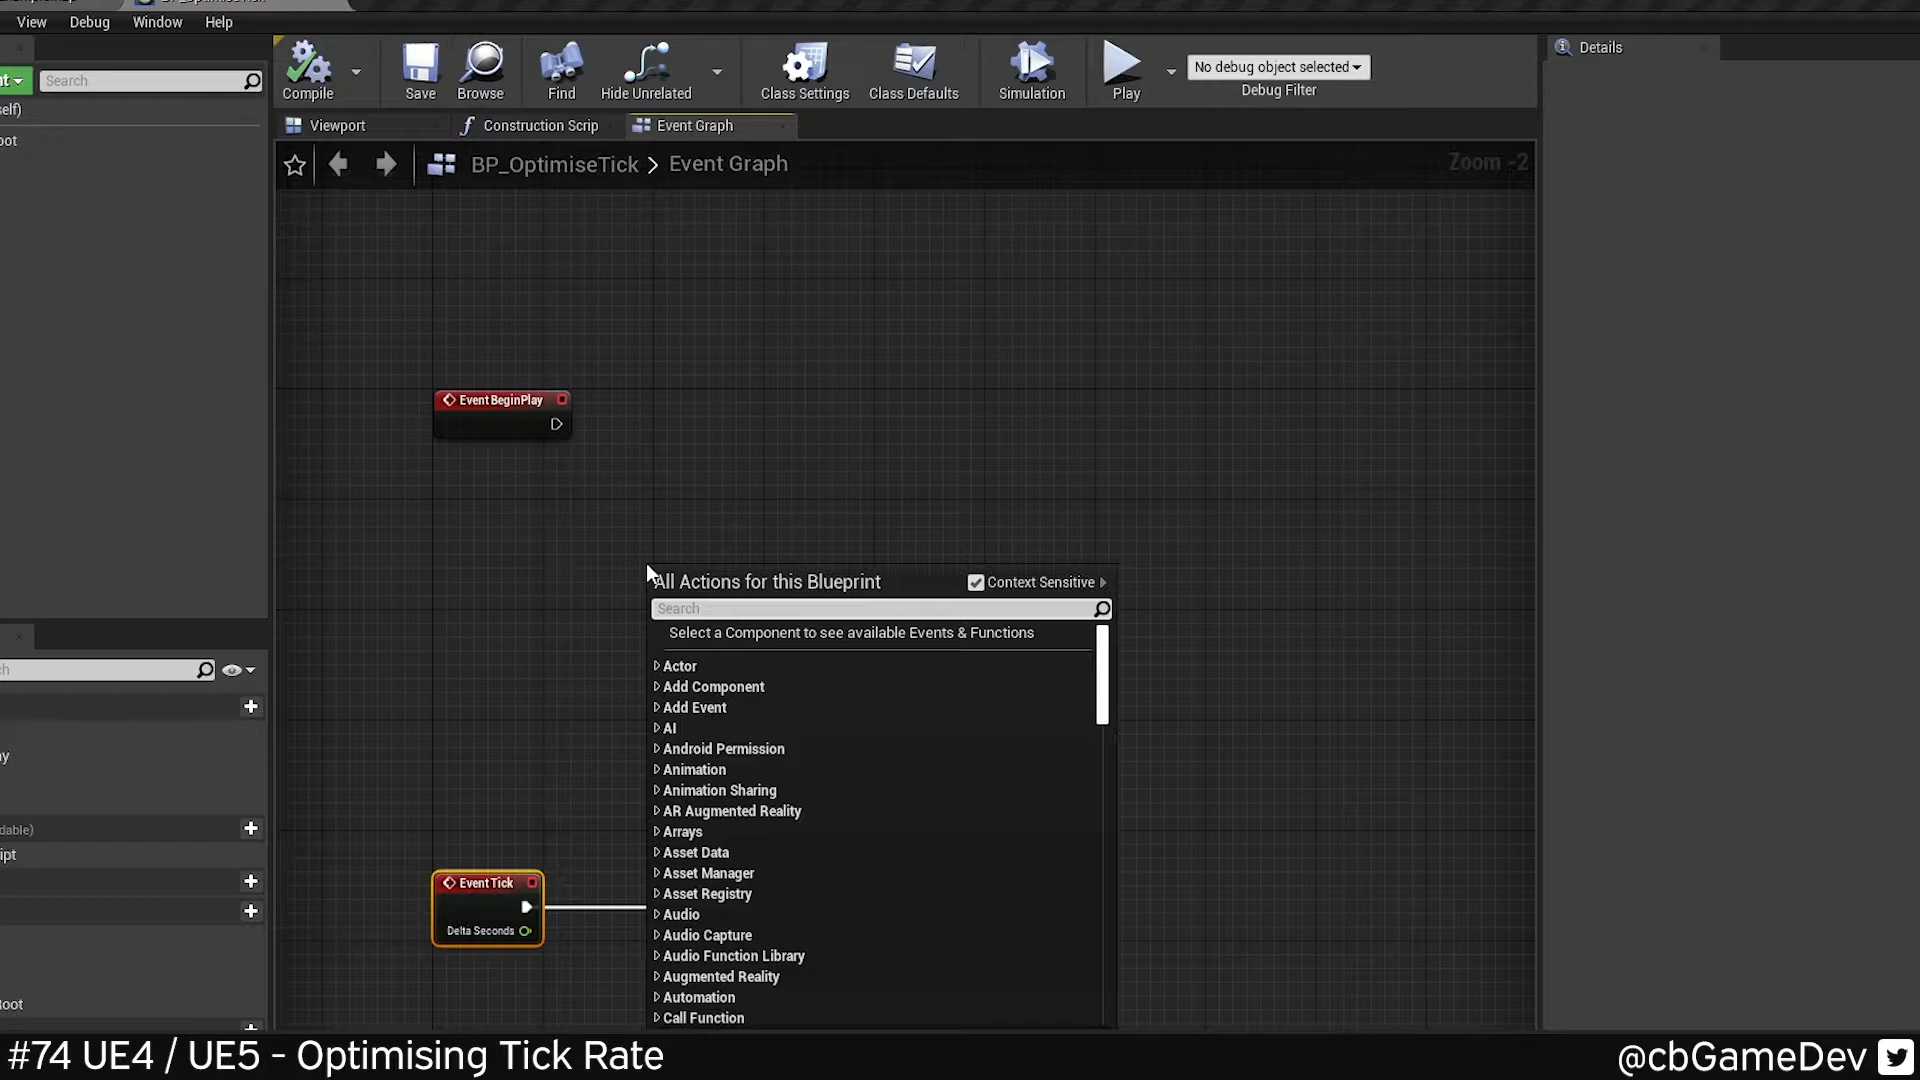 View Debug Window Help
Details
nt
Search
Compile
Save
Browse
Find
Hide Unrelated
Class Settings
Class Defaults
Simulation
Play
No debug object selected
Debug Filter
self)
Viewport
Construction Scrip
Event Graph
oot
BP_OptimiseTick > Event Graph
Zoom -2
Event BeginPlay
All Actions for this Blueprint
Context Sensitive
Search
Select a Component to see available Events & Functions
Actor
Add Component
Add Event
AI
Android Permission
Animation
Animation Sharing
AR Augmented Reality
Arrays
Asset Data
Asset Manager
Asset Registry
Audio
Audio Capture
Audio Function Library
Augmented Reality
Automation
Call Function
ch
ay
dable)
ipt
Root
Event Tick
Delta Seconds
#74 UE4 / UE5 - Optimising Tick Rate
@cbGameDev